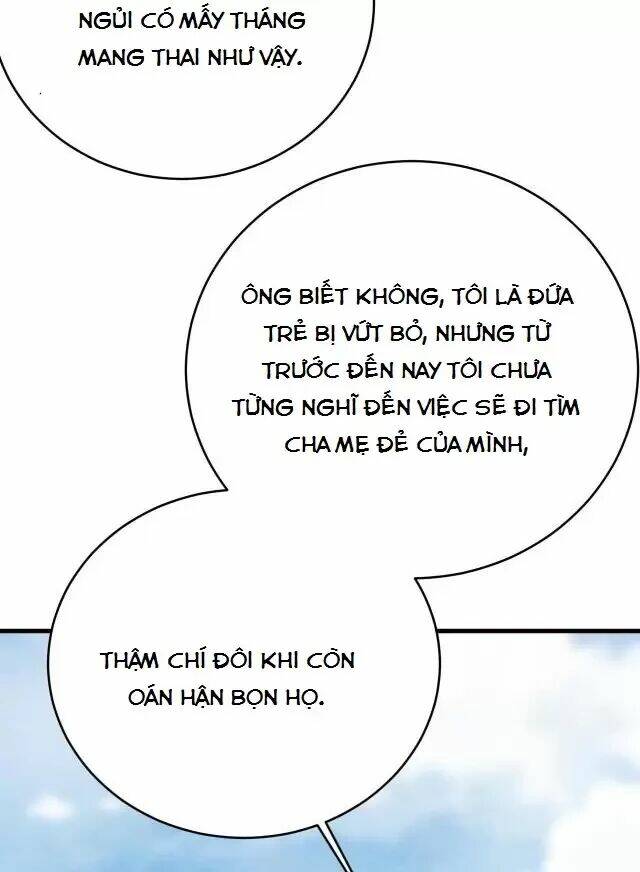 NGỦI CÓ MẤY THÁNG
MANG THAI NHƯ VẬY.
ÔNG BIẾT KHÔNG, TÔI LÀ ĐỨA
TRẺ BỊ VỨT BỎ, NHƯNG TỪ
TRƯỚC ĐẾN NAY TÔI CHƯA
TỪNG NGHĨ ĐẾN VIỆC SẼ ĐI TÌM
CHA MẸ ĐẺ CỦA MÌNH,
THẬM CHÍ ĐÔI KHI CÒN
OÁN HẬN BỌN HỌ.